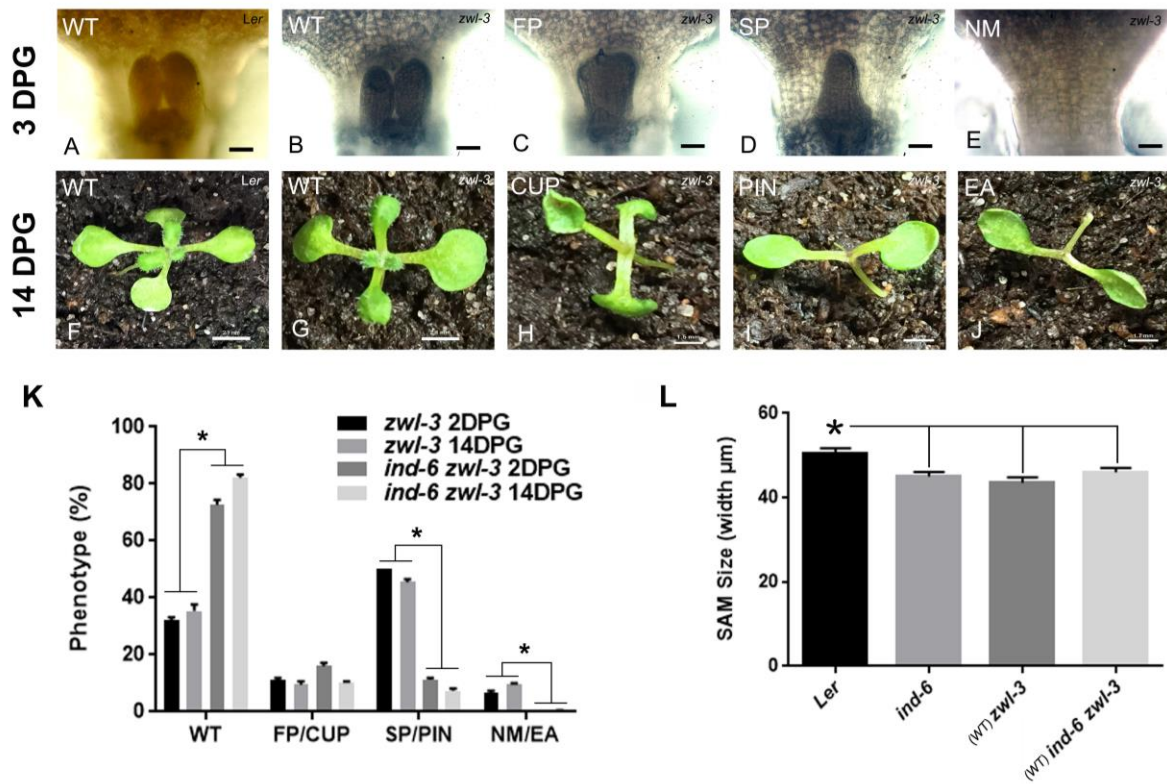 3 DPG
WT Ler
A
WT zwl-3
B
FP zwl-3
C
SP zwl-3
D
NM zwl-3
E
14 DPG
WT Ler
F
WT zwl-3
G
CUP zwl-3
H
PIN zwl-3
EA zwl-3
J
K
Phenotype (%)
100
80
60
40
20
0
zwl-3 2DPG
zwl-3 14DPG
ind-6 zwl-3 2DPG
ind-6 zwl-3 14DPG
* * *
WT FP/CUP SP/PIN NM/EA
L
SAM Size (width μm)
60
40
20
0
*
Ler
ind-6
(WT) zwl-3
(WT) ind-6 zwl-3